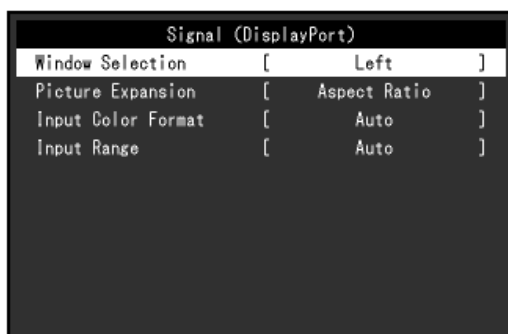 Signal (DisplayPort)
Window Selection [ Left ]
Picture Expansion [ Aspect Ratio ]
Input Color Format [ Auto ]
Input Range [ Auto ]